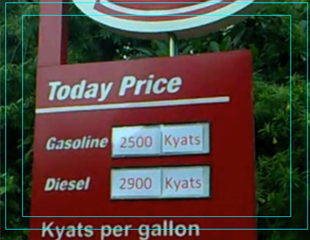 Today Price
Gasoline 2500 Kyats
Diesel 2900 Kyats
Kyats per gallon